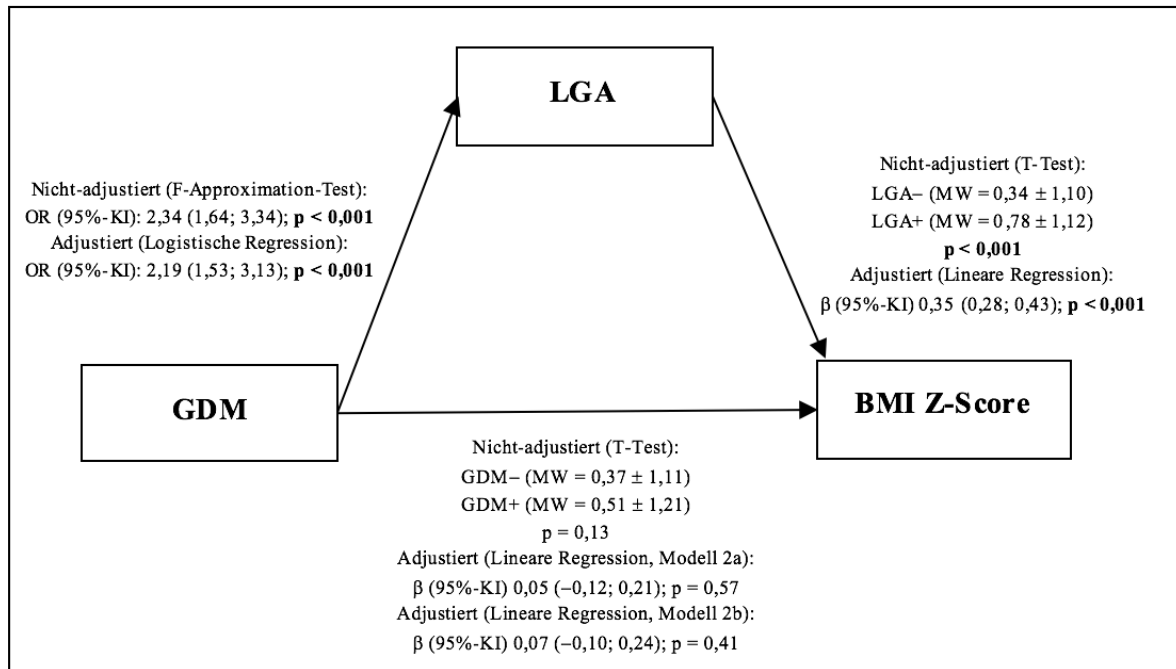 LGA
Nicht-adjustiert (F-Approximation-Test):
OR (95%-KI): 2,34 (1,64; 3,34); p < 0,001
Adjustiert (Logistische Regression):
OR (95%-KI): 2,19 (1,53; 3,13); p < 0,001
Nicht-adjustiert (T-Test):
LGA− (MW = 0,34 ± 1,10)
LGA+ (MW = 0,78 ± 1,12)
p < 0,001
Adjustiert (Lineare Regression):
β (95%-KI) 0,35 (0,28; 0,43); p < 0,001
GDM
BMI Z-Score
Nicht-adjustiert (T-Test):
GDM− (MW = 0,37 ± 1,11)
GDM+ (MW = 0,51 ± 1,21)
p = 0,13
Adjustiert (Lineare Regression, Modell 2a):
β (95%-KI) 0,05 (−0,12; 0,21); p = 0,57
Adjustiert (Lineare Regression, Modell 2b):
β (95%-KI) 0,07 (−0,10; 0,24); p = 0,41